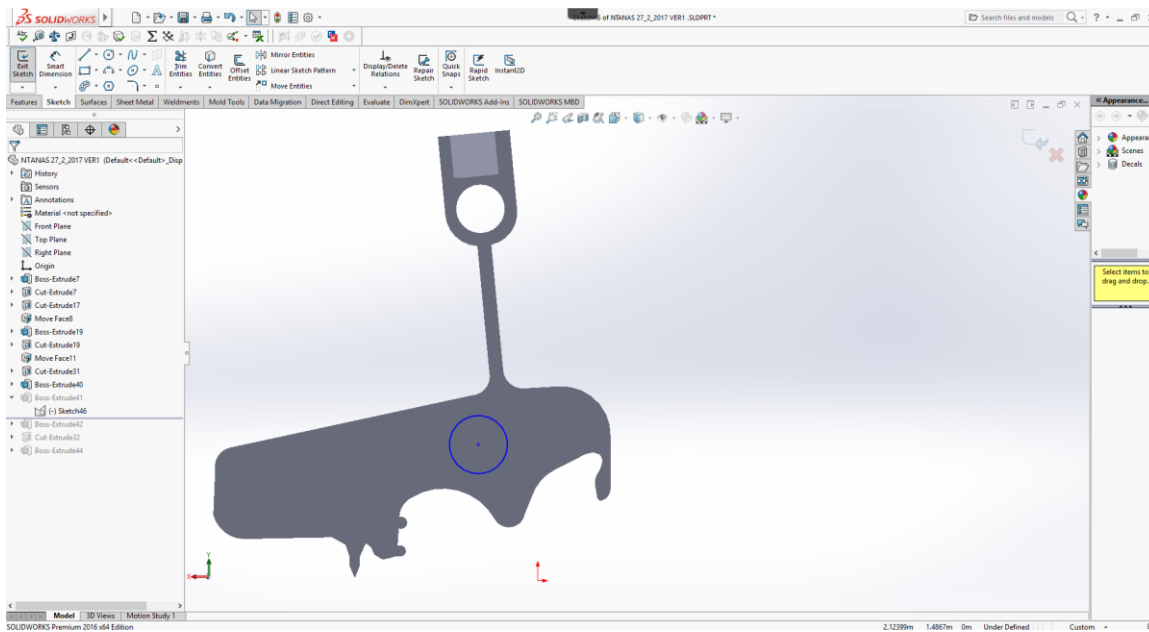 SOLIDWORKS
of NTANAS 27_2_2017 VER1 .SLDPRT *
Search files and models
Exit Sketch
Smart Dimension
Trim Entities
Convert Entities
Offset Entities
Mirror Entities
Linear Sketch Pattern
Move Entities
Display/Delete Relations
Repair Sketch
Quick Snaps
Rapid Sketch
Instant2D
Features Sketch Surfaces Sheet Metal Weldments Mold Tools Data Migration Direct Editing Evaluate DimXpert SOLIDWORKS Add-Ins SOLIDWORKS MBD
Appearance...
NTANAS 27_2_2017 VER1 (Default<<Default>_Disp
History
Sensors
Annotations
Material <not specified>
Front Plane
Top Plane
Right Plane
Origin
Boss-Extrude7
Cut-Extrude7
Cut-Extrude17
Move Face8
Boss-Extrude19
Cut-Extrude19
Move Face11
Cut-Extrude31
Boss-Extrude40
Boss-Extrude41
(-) Sketch46
Boss-Extrude42
Cut-Extrude32
Boss-Extrude44
Appearan
Scenes
Decals
Select items to
drag and drop.
Y
X
Model 3D Views Motion Study 1
SOLIDWORKS Premium 2016 x64 Edition
2.12399m 1.4867m 0m Under Defined Custom